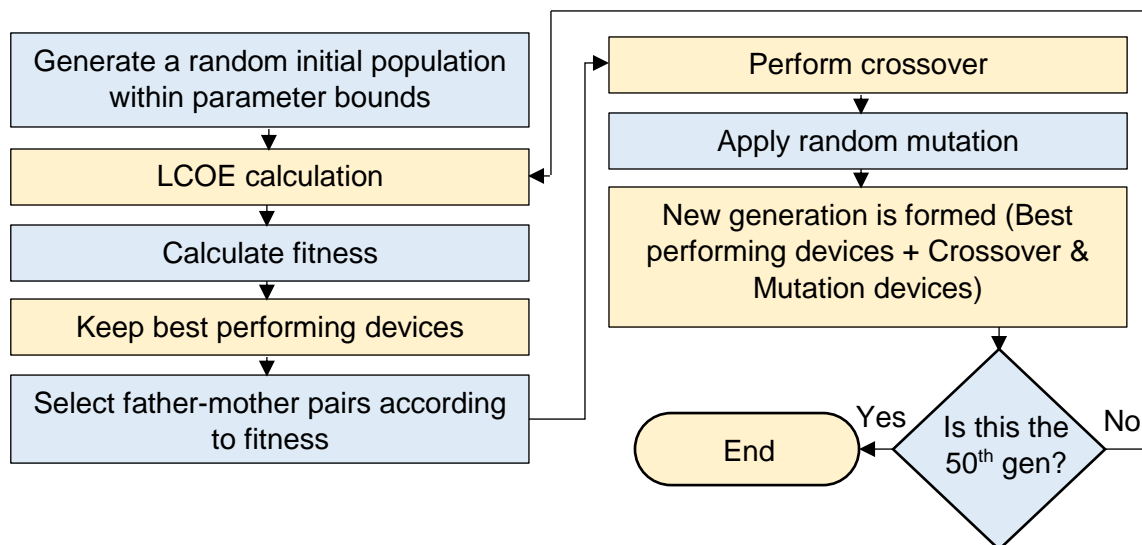 Generate a random initial population
within parameter bounds
LCOE calculation
Calculate fitness
Keep best performing devices
Select father-mother pairs according
to fitness
Perform crossover
Apply random mutation
New generation is formed (Best
performing devices + Crossover &
Mutation devices)
Is this the
50th gen?
Yes
No
End